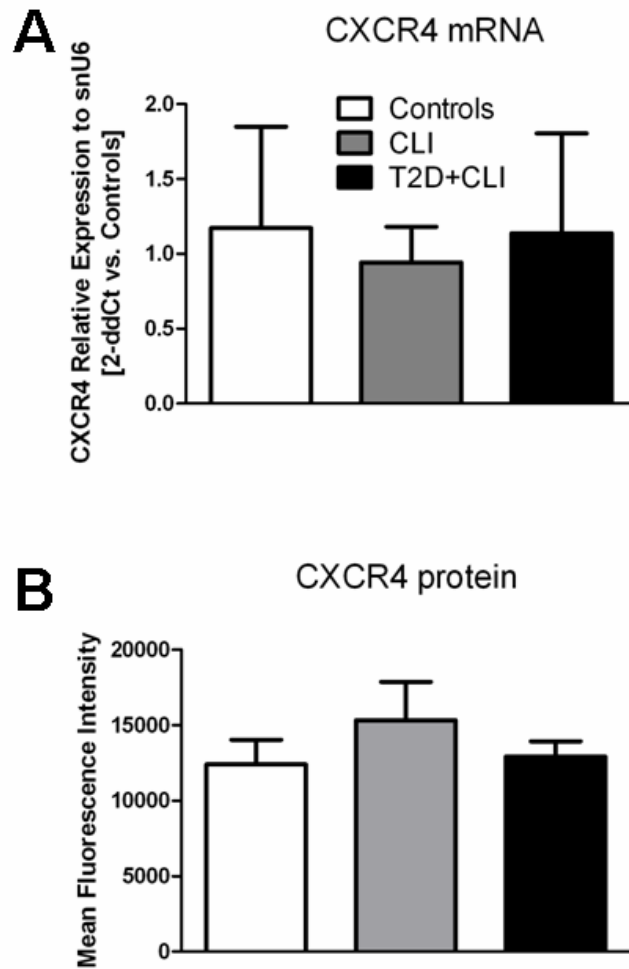 A
CXCR4 mRNA
CXCR4 Relative Expression to snU6
[2-ddCt vs. Controls]
2.0
1.5
1.0
0.5
0.0
Controls
CLI
T2D+CLI
B
CXCR4 protein
Mean Fluorescence Intensity
20000
15000
10000
5000
0